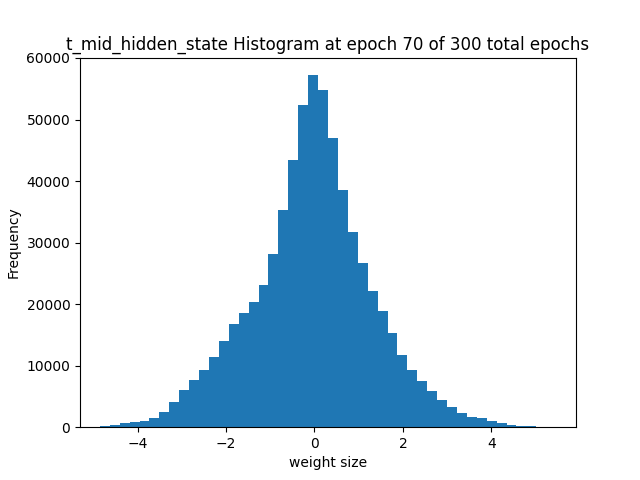 t_mid_hidden_state Histogram at epoch 70 of 300 total epochs
60000
50000
40000
30000
20000
10000
0
Frequency
−4 −2 0 2 4
weight size